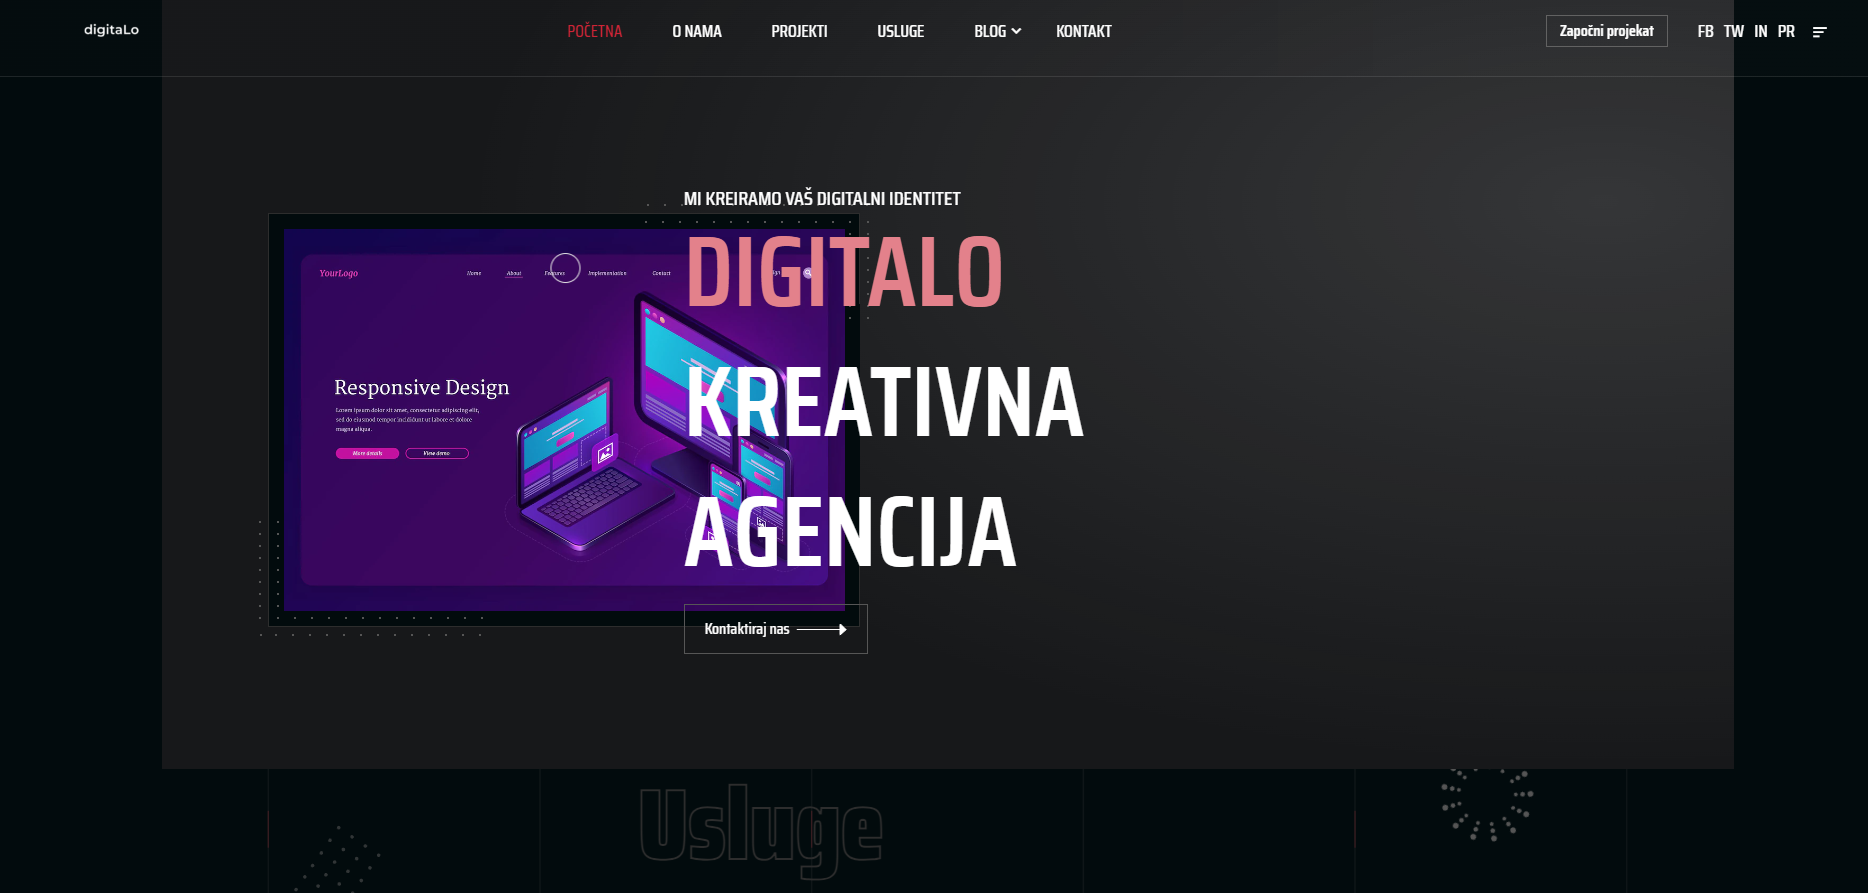 digitaLo
POČETNA O NAMA PROJEKTI USLUGE BLOG KONTAKT
Započni projekat
FB TW IN PR
MI KREIRAMO VAŠ DIGITALNI IDENTITET
DIGITALO
KREATIVNA
AGENCIJA
Kontaktiraj nas
YourLogo
Home About Features Implementation Contact
Responsive Design
Lorem ipsum dolor sit amet, consectetur adipiscing elit,
sed do eiusmod tempor incididunt ut labore et dolore
magna aliqua.
More details View demo
Usluge